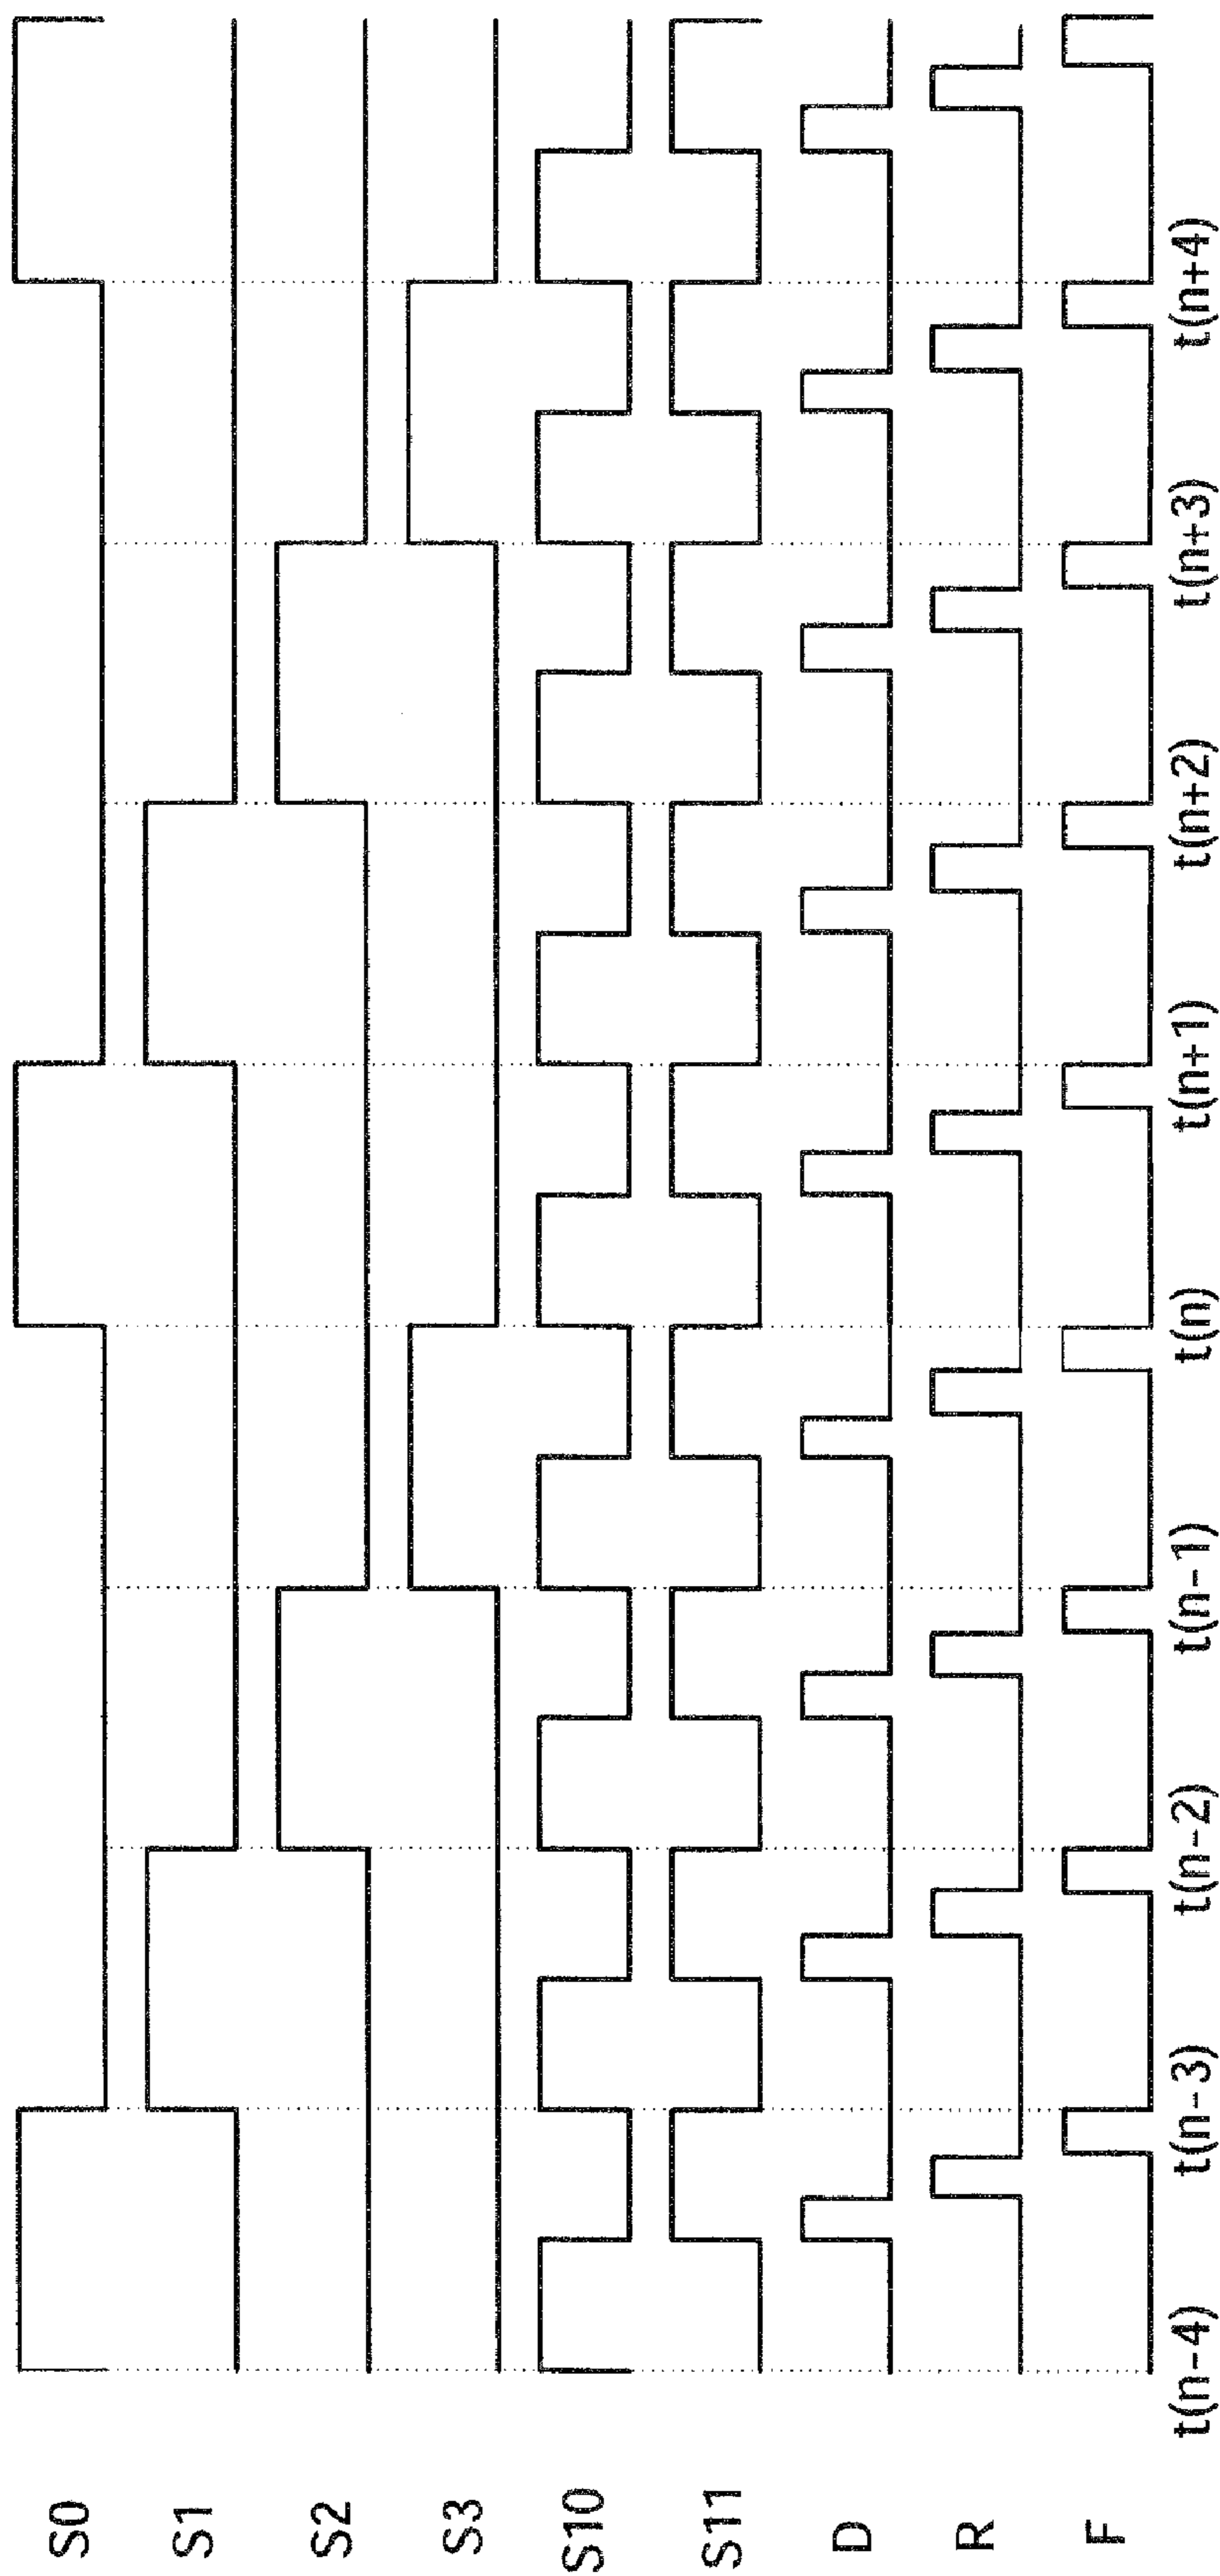 S0
S1
S2
S3
S10
S11
D
R
F
t(n-4)
t(n-3)
t(n-2)
t(n-1)
t(n)
t(n+1)
t(n+2)
t(n+3)
t(n+4)